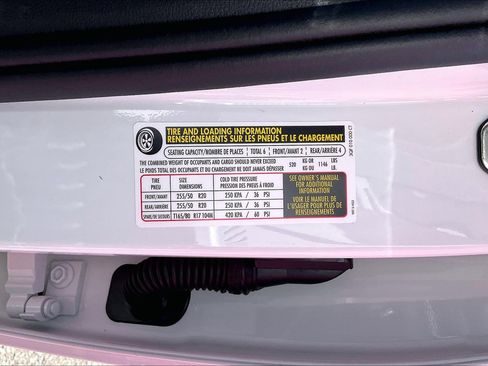 TIRE AND LOADING INFORMATION
RENSEIGNEMENTS SUR LES PNEUS ET LE CHARGEMENT
SEATING CAPACITY/NOMBRE DE PLACES TOTAL 6 FRONT/AVANT 2 REAR/ARRIÈRE 4
THE COMBINED WEIGHT OF OCCUPANTS AND CARGO SHOULD NEVER EXCEED 520 KG OR 1146 LBS
LE POIDS TOTAL DES OCCUPANTS ET DU CHARGEMENT NE DOIT JAMAIS DÉPASSER KG OU LB.
TIRE SIZE COLD TIRE PRESSURE
PNEU DIMENSIONS PRESSION DES PNEUS À FROID
FRONT/AVANT 255/50 R20 250 KPA / 36 PSI
REAR/ARRIÈRE 255/50 R20 250 KPA / 36 PSI
SPARE/DE SECOURS T165/80 R17 104M 420 KPA / 60 PSI
SEE OWNER'S MANUAL
FOR ADDITIONAL
INFORMATION
VOIR LE MANUEL DE
L'USAGER POUR PLUS DE
RENSEIGNEMENTS